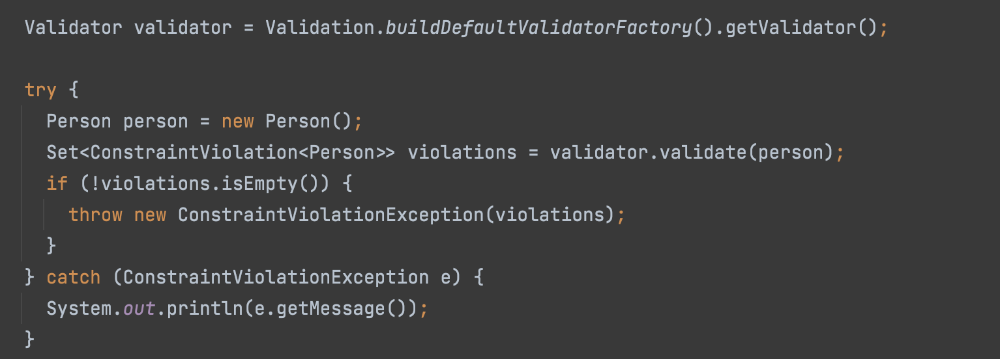 Validator validator = Validation.buildDefaultValidatorFactory().getValidator();
try {
Person person = new Person();
Set<ConstraintViolation<Person>> violations = validator.validate(person);
if (!violations.isEmpty()) {
throw new ConstraintViolationException(violations);
}
} catch (ConstraintViolationException e) {
System.out.println(e.getMessage());
}